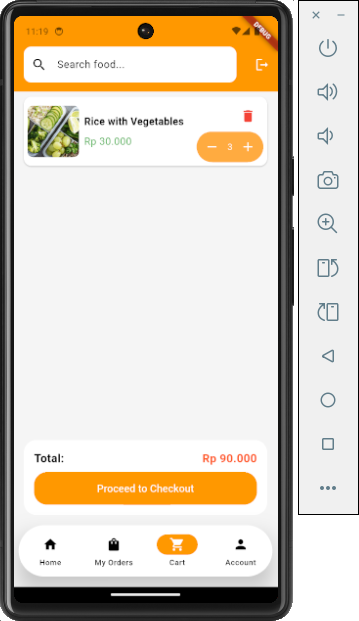 11:19
DEBUG
Search food...
Rice with Vegetables
Rp 30.000
3
Total:
Rp 90.000
Proceed to Checkout
Home
My Orders
Cart
Account